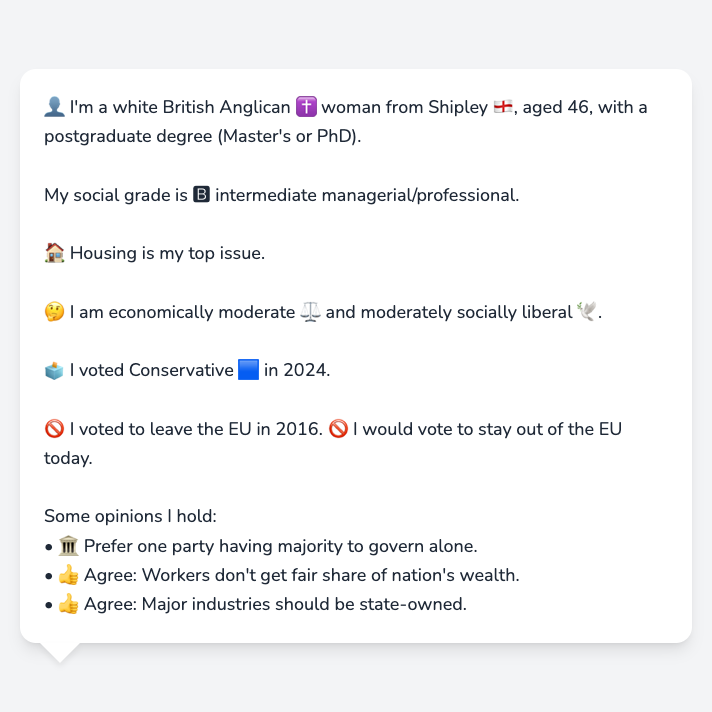 👤 I'm a white British Anglican ✝️ woman from Shipley 🏴󠁧󠁢󠁥󠁮󠁧󠁿, aged 46, with a
postgraduate degree (Master's or PhD).
My social grade is 🅱 intermediate managerial/professional.
🏠 Housing is my top issue.
🤔 I am economically moderate ⚖️ and moderately socially liberal 🕊️.
🗳️ I voted Conservative 🟦 in 2024.
🚫 I voted to leave the EU in 2016. 🚫 I would vote to stay out of the EU
today.
Some opinions I hold:
• 🏛️ Prefer one party having majority to govern alone.
• 👍 Agree: Workers don't get fair share of nation's wealth.
• 👍 Agree: Major industries should be state-owned.